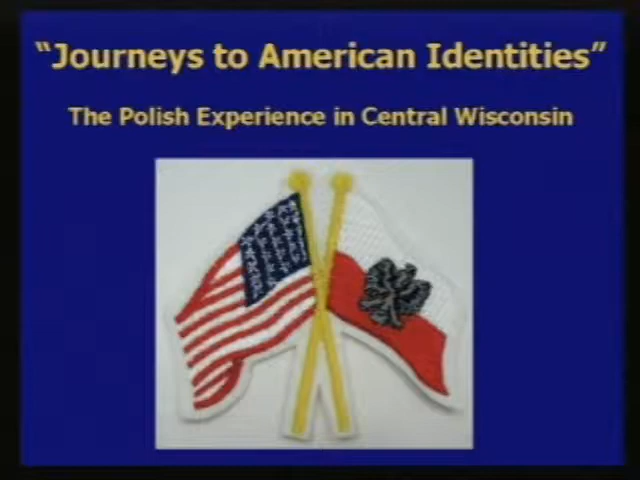 “Journeys to American Identities”
The Polish Experience in Central Wisconsin